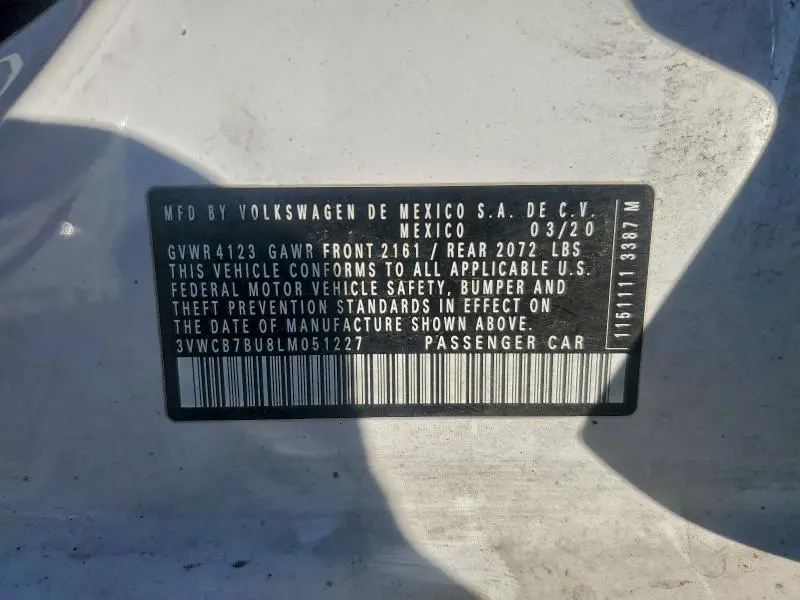 MFD BY VOLKSWAGEN DE MEXICO S.A. DE C.V.
MEXICO 03/20
GVWR 4123 GAWR FRONT 2161 / REAR 2072 LBS
THIS VEHICLE CONFORMS TO ALL APPLICABLE U.S.
FEDERAL MOTOR VEHICLE SAFETY, BUMPER AND
THEFT PREVENTION STANDARDS IN EFFECT ON
THE DATE OF MANUFACTURE SHOWN ABOVE.
3VWCB7BU8LM051227 PASSENGER CAR
1151111 3387 M